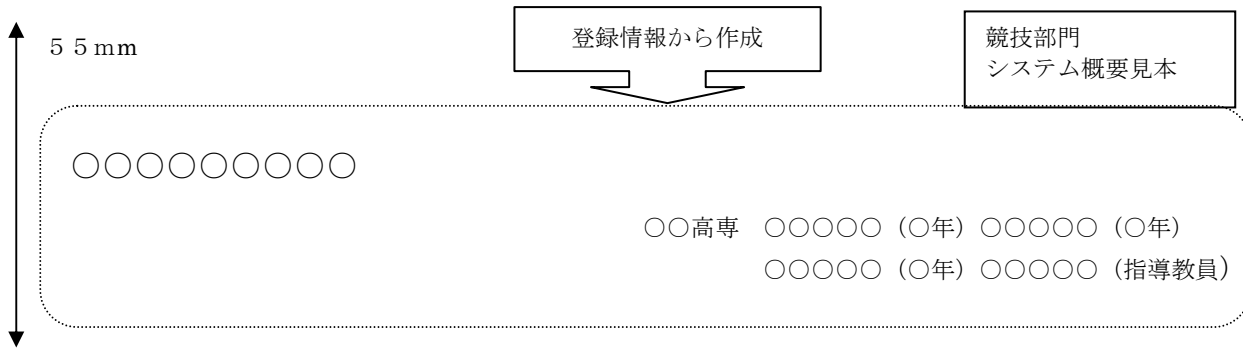 ５５mm
登録情報から作成
競技部門
システム概要見本
○○○○○○○○○
○○高専　○○○○○（○年）○○○○○（○年）
○○○○○（○年）○○○○○（指導教員）